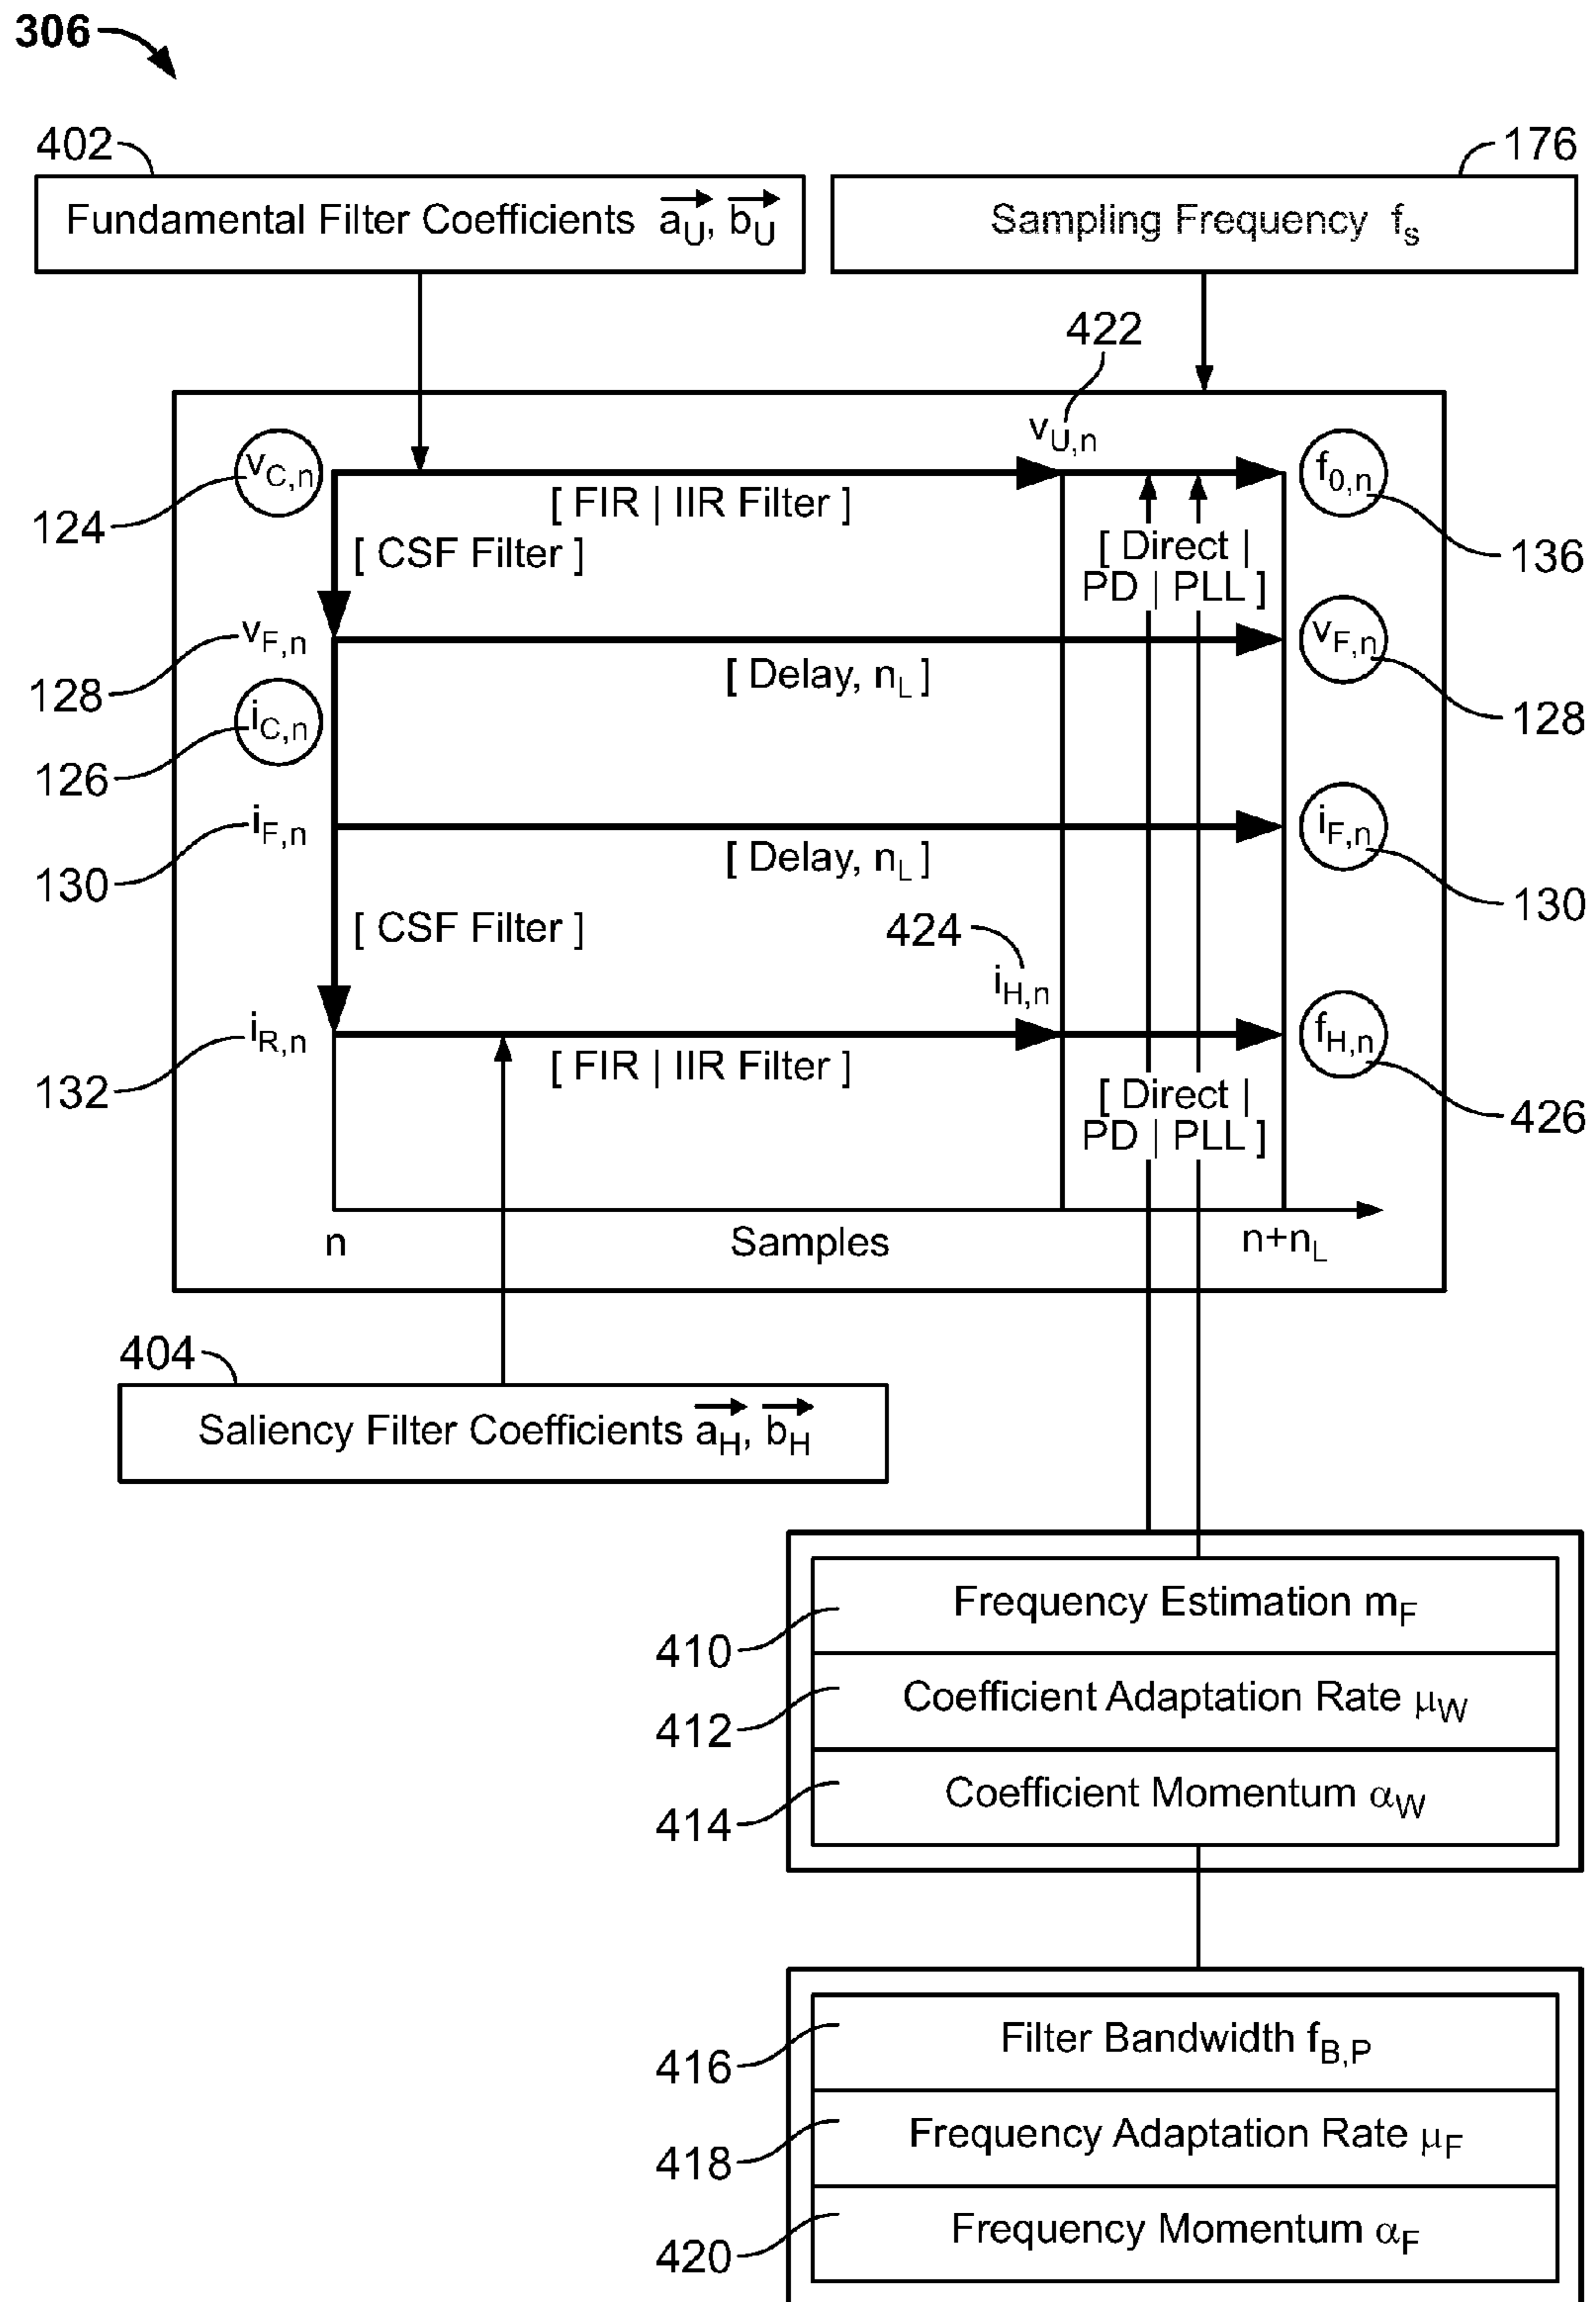 306
402
176
Fundamental Filter Coefficients a_U, b_U
Sampling Frequency f_s
422
v_U,n
v_C,n
f_0,n
[ FIR | IIR Filter ]
124
[ CSF Filter ]
[ Direct |
PD | PLL ]
136
v_F,n
v_F,n
128
[ Delay, n_L ]
128
i_C,n
126
i_F,n
i_F,n
130
[ Delay, n_L ]
130
[ CSF Filter ]
424
i_H,n
i_R,n
f_H,n
132
[ FIR | IIR Filter ]
[ Direct |
PD | PLL ]
426
n
Samples
n+n_L
404
Saliency Filter Coefficients a_H, b_H
Frequency Estimation m_F
410
Coefficient Adaptation Rate μ_W
412
Coefficient Momentum α_W
414
Filter Bandwidth f_B,P
416
Frequency Adaptation Rate μ_F
418
Frequency Momentum α_F
420